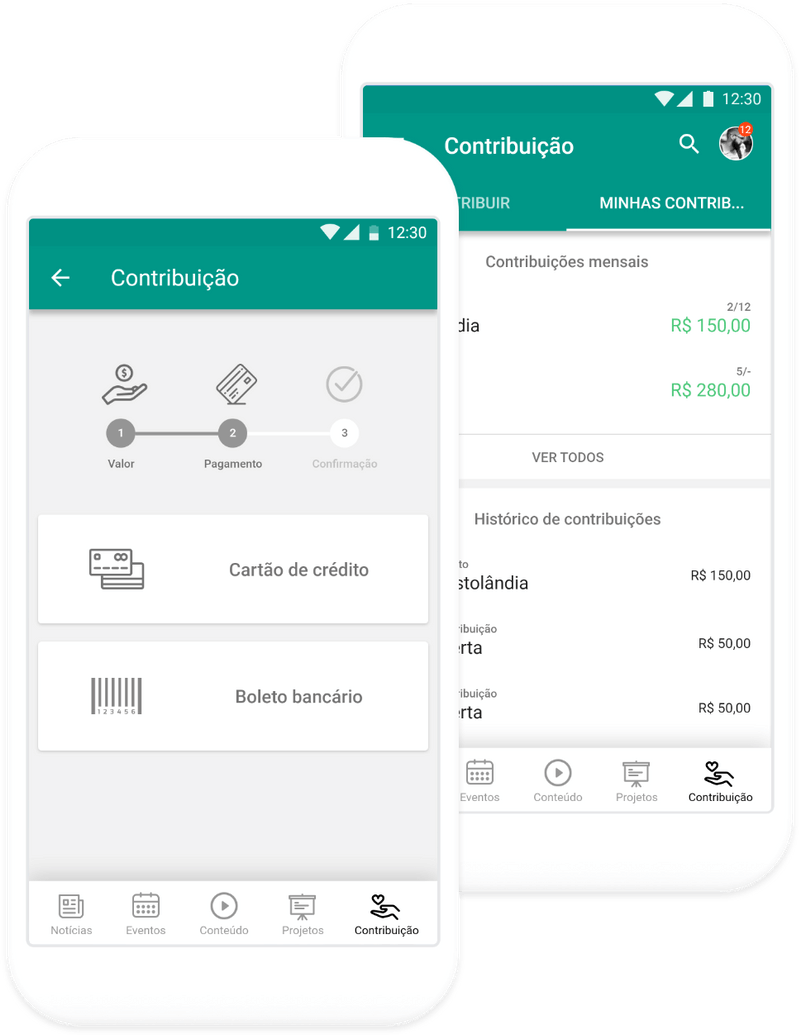 12:30
Contribuição
12
TRIBUIR
MINHAS CONTRIB...
Contribuições mensais
2/12
dia
R$ 150,00
5/-
R$ 280,00
VER TODOS
Histórico de contribuições
to
stolândia
R$ 150,00
ribuição
erta
R$ 50,00
ribuição
erta
R$ 50,00
Eventos
Conteúdo
Projetos
Contribuição
12:30
Contribuição
$
1
2
3
Valor
Pagamento
Confirmação
Cartão de crédito
123456
Boleto bancário
Notícias
Eventos
Conteúdo
Projetos
Contribuição